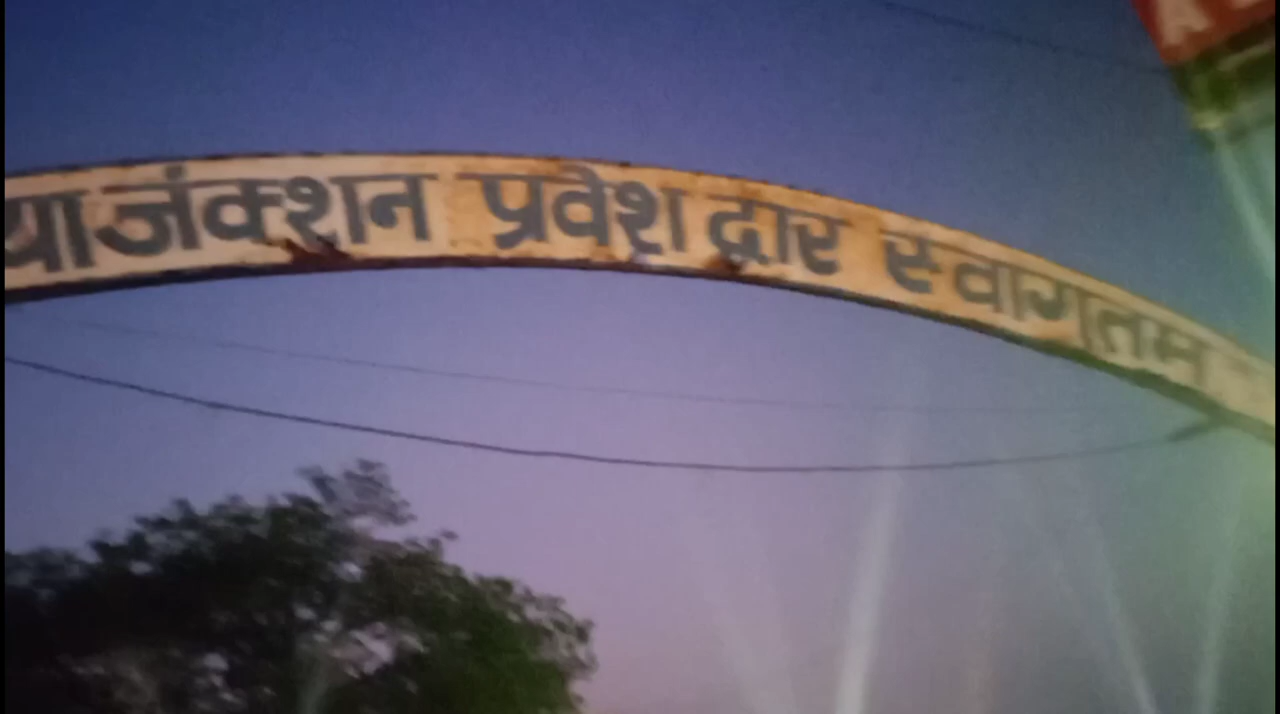 या जंक्शन प्रवेश द्वार स्वागतम
A